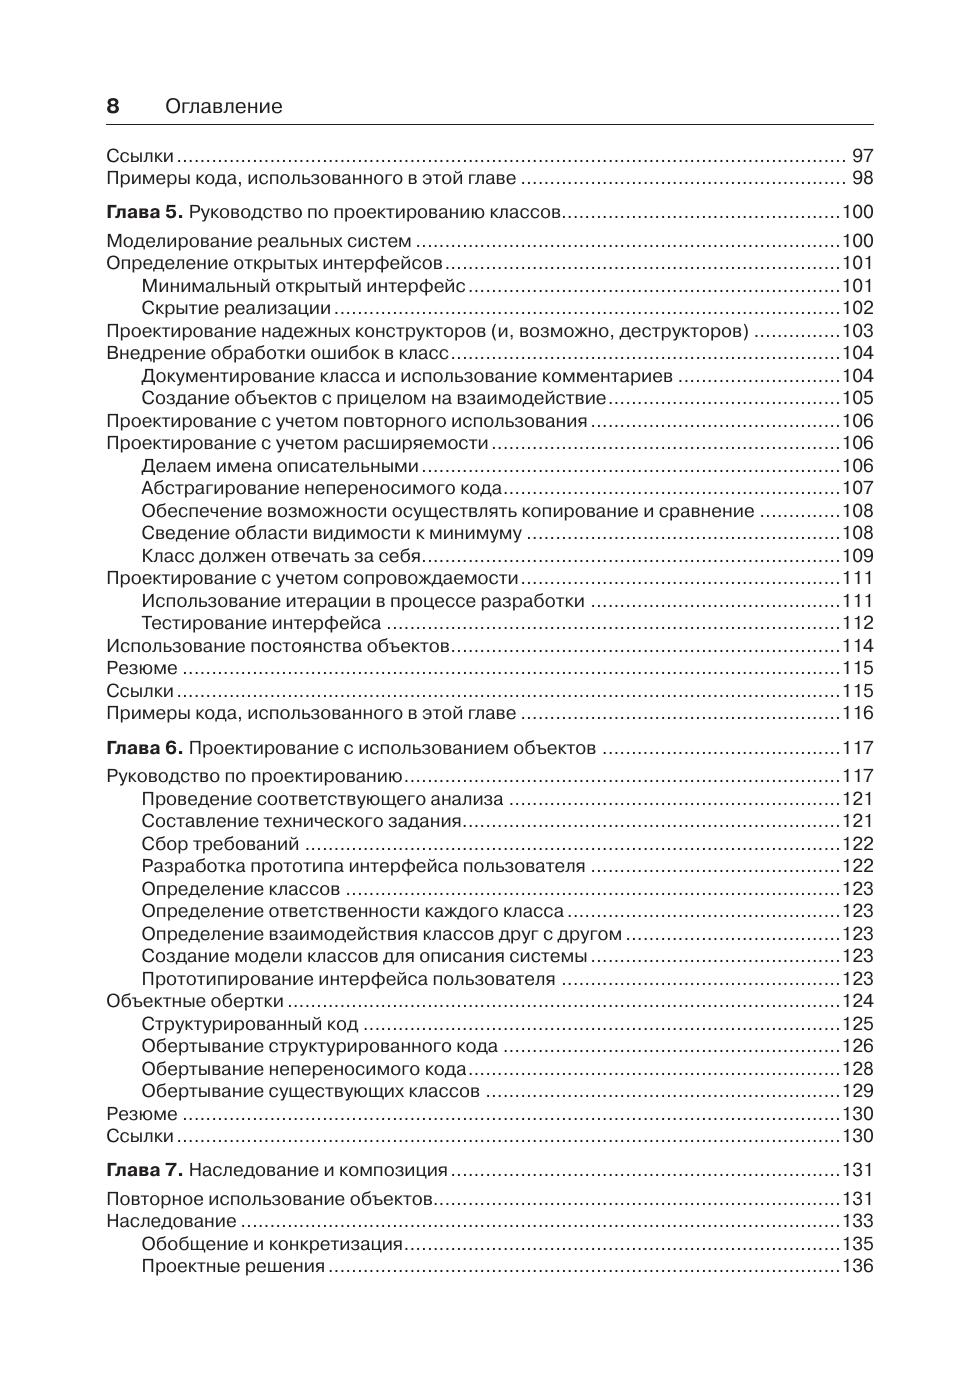 8 Оглавление
Ссылки ........ 97
Примеры кода, использованного в этой главе ........ 98
Глава 5. Руководство по проектированию классов ........ 100
Моделирование реальных систем ........ 100
Определение открытых интерфейсов ........ 101
Минимальный открытый интерфейс ........ 101
Скрытие реализации ........ 102
Проектирование надежных конструкторов (и, возможно, деструкторов) ........ 103
Внедрение обработки ошибок в класс ........ 104
Документирование класса и использование комментариев ........ 104
Создание объектов с прицелом на взаимодействие ........ 105
Проектирование с учетом повторного использования ........ 106
Проектирование с учетом расширяемости ........ 106
Делаем имена описательными ........ 106
Абстрагирование непереносимого кода ........ 107
Обеспечение возможности осуществлять копирование и сравнение ........ 108
Сведение области видимости к минимуму ........ 108
Класс должен отвечать за себя ........ 109
Проектирование с учетом сопровождаемости ........ 111
Использование итерации в процессе разработки ........ 111
Тестирование интерфейса ........ 112
Использование постоянства объектов ........ 114
Резюме ........ 115
Ссылки ........ 115
Примеры кода, использованного в этой главе ........ 116
Глава 6. Проектирование с использованием объектов ........ 117
Руководство по проектированию ........ 117
Проведение соответствующего анализа ........ 121
Составление технического задания ........ 121
Сбор требований ........ 122
Разработка прототипа интерфейса пользователя ........ 122
Определение классов ........ 123
Определение ответственности каждого класса ........ 123
Определение взаимодействия классов друг с другом ........ 123
Создание модели классов для описания системы ........ 123
Прототипирование интерфейса пользователя ........ 123
Объектные обертки ........ 124
Структурированный код ........ 125
Обертывание структурированного кода ........ 126
Обертывание непереносимого кода ........ 128
Обертывание существующих классов ........ 129
Резюме ........ 130
Ссылки ........ 130
Глава 7. Наследование и композиция ........ 131
Повторное использование объектов ........ 131
Наследование ........ 133
Обобщение и конкретизация ........ 135
Проектные решения ........ 136